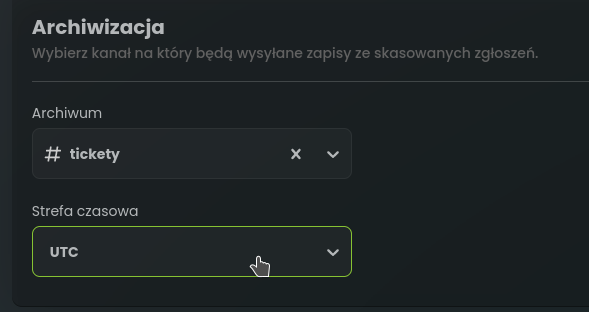 Archiwizacja
Wybierz kanał na który będą wysyłane zapisy ze skasowanych zgłoszeń.
Archiwum
# tickety
Strefa czasowa
UTC